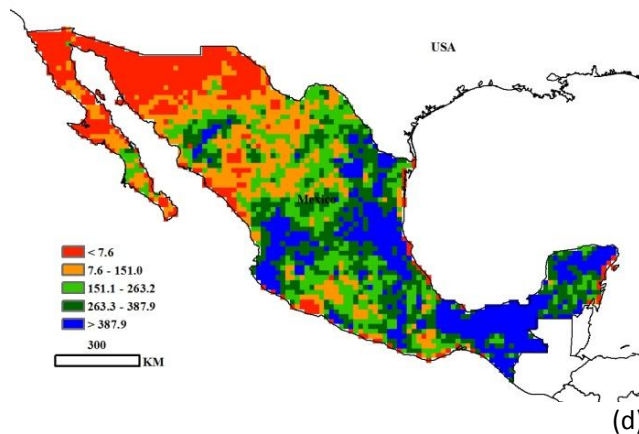 USA
Mexico
< 7.6
7.6 - 151.0
151.1 - 263.2
263.3 - 387.9
> 387.9
300
KM
(d)